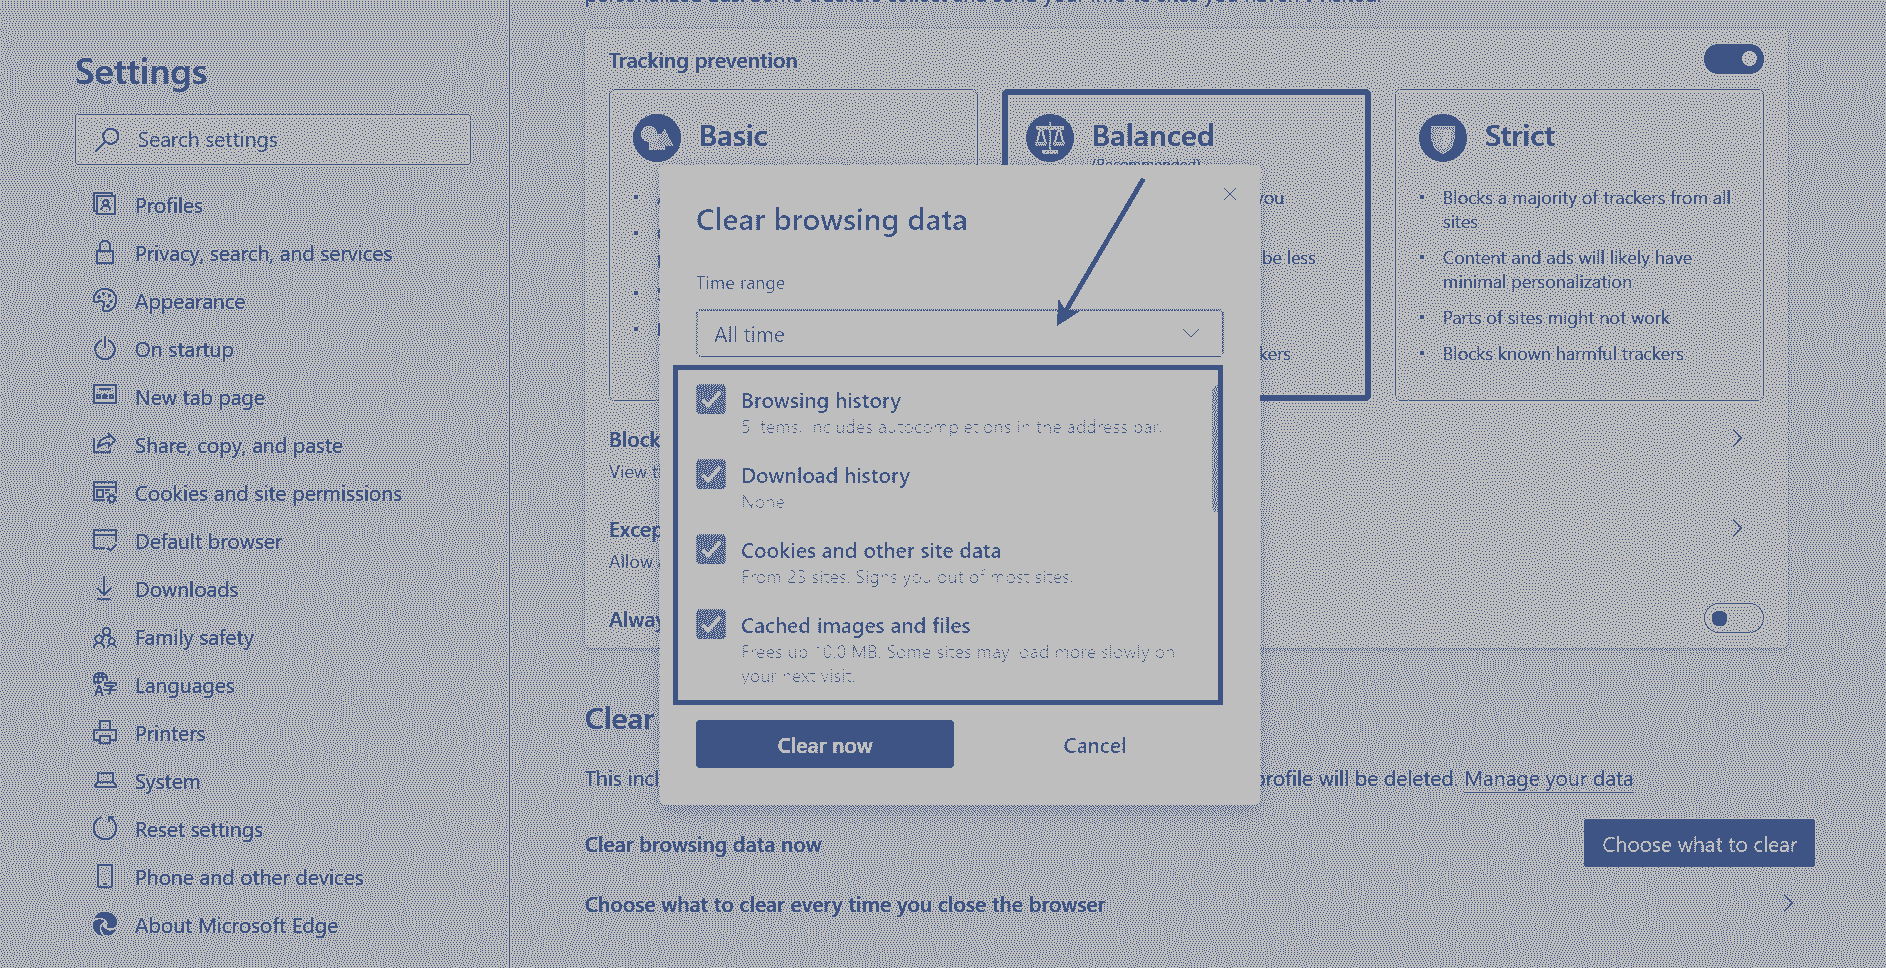 Settings
Search settings
Profiles
Privacy, search, and services
Appearance
On startup
New tab page
Share, copy, and paste
Cookies and site permissions
Default browser
Downloads
Family safety
Languages
Printers
System
Reset settings
Phone and other devices
About Microsoft Edge
Tracking prevention
Basic
Balanced
(Recommended)
you
be less
kers
Strict
Blocks a majority of trackers from all
sites
Content and ads will likely have
minimal personalization
Parts of sites might not work
Blocks known harmful trackers
Clear browsing data
Time range
All time
Browsing history
5 items. Includes autocompletions in the address bar.
Download history
None
Cookies and other site data
From 23 sites. Signs you out of most sites.
Cached images and files
Frees up 10.0 MB. Some sites may load more slowly on
your next visit.
Clear now
Cancel
Block
View t
Excep
Allow
Alway
Clear
This incl
profile will be deleted. Manage your data
Clear browsing data now
Choose what to clear
Choose what to clear every time you close the browser